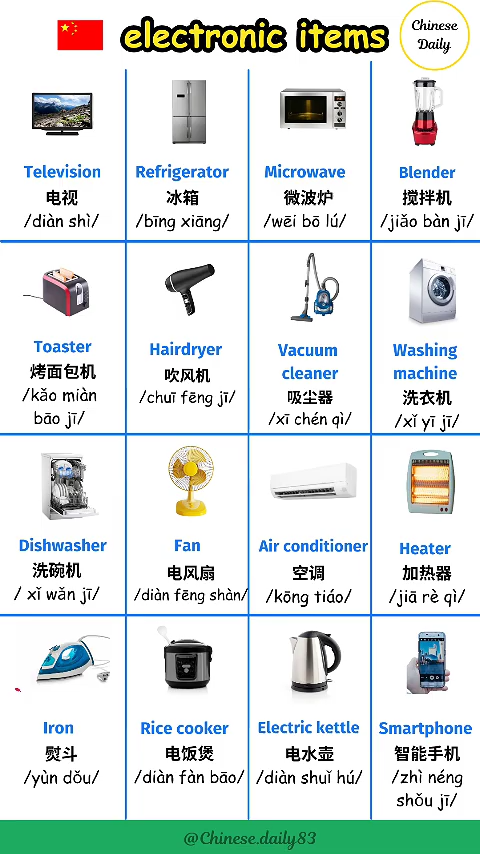 electronic items
Chinese
Daily
Television
电视
/diàn shì/
Refrigerator
冰箱
/bīng xiāng/
Microwave
微波炉
/wēi bō lú/
Blender
搅拌机
/jiǎo bàn jī/
Toaster
烤面包机
/kǎo miàn
bāo jī/
Hairdryer
吹风机
/chuī fēng jī/
Vacuum
cleaner
吸尘器
/xī chén qì/
Washing
machine
洗衣机
/xǐ yī jī/
Dishwasher
洗碗机
/ xǐ wǎn jī/
Fan
电风扇
/diàn fēng shàn/
Air conditioner
空调
/kōng tiáo/
Heater
加热器
/jiā rè qì/
Iron
熨斗
/yùn dǒu/
Rice cooker
电饭煲
/diàn fàn bāo/
Electric kettle
电水壶
/diàn shuǐ hú/
Smartphone
智能手机
/zhì néng
shǒu jī/
@Chinese.daily83